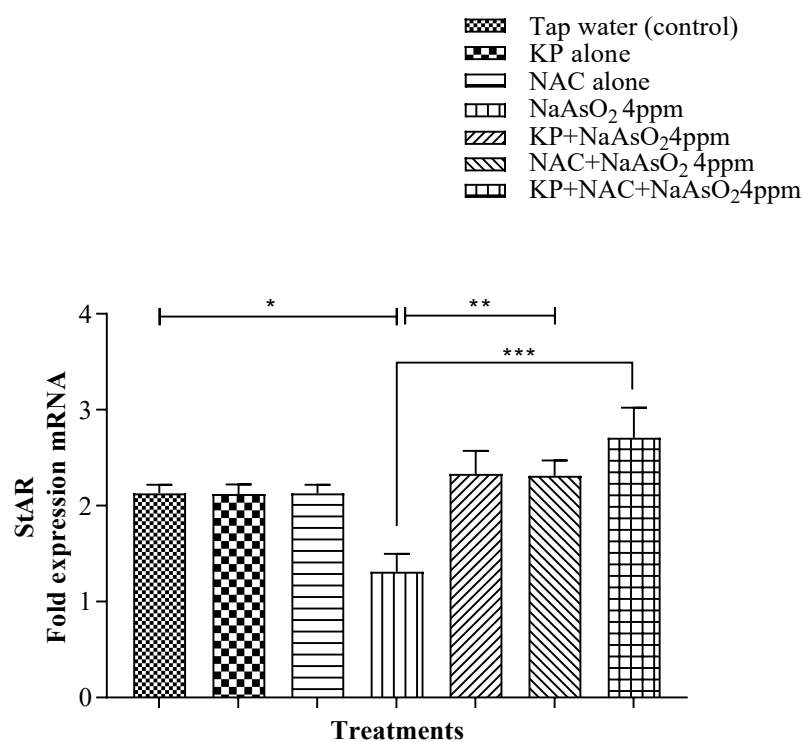 Tap water (control)
KP alone
NAC alone
NaAsO₂ 4ppm
KP+NaAsO₂4ppm
NAC+NaAsO₂ 4ppm
KP+NAC+NaAsO₂4ppm
4
*
**
***
3
StAR
Fold expression mRNA
2
1
0
Treatments